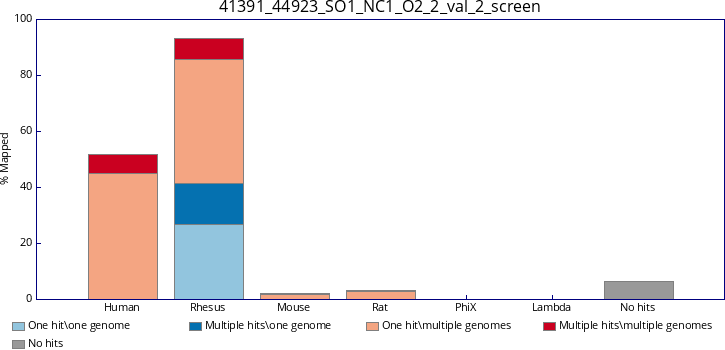 41391_44923_SO1_NC1_O2_2_val_2_screen
100
80
60
40
20
0
% Mapped
Human Rhesus Mouse Rat PhiX Lambda No hits
One hit\one genome Multiple hits\one genome One hit\multiple genomes Multiple hits\multiple genomes
No hits